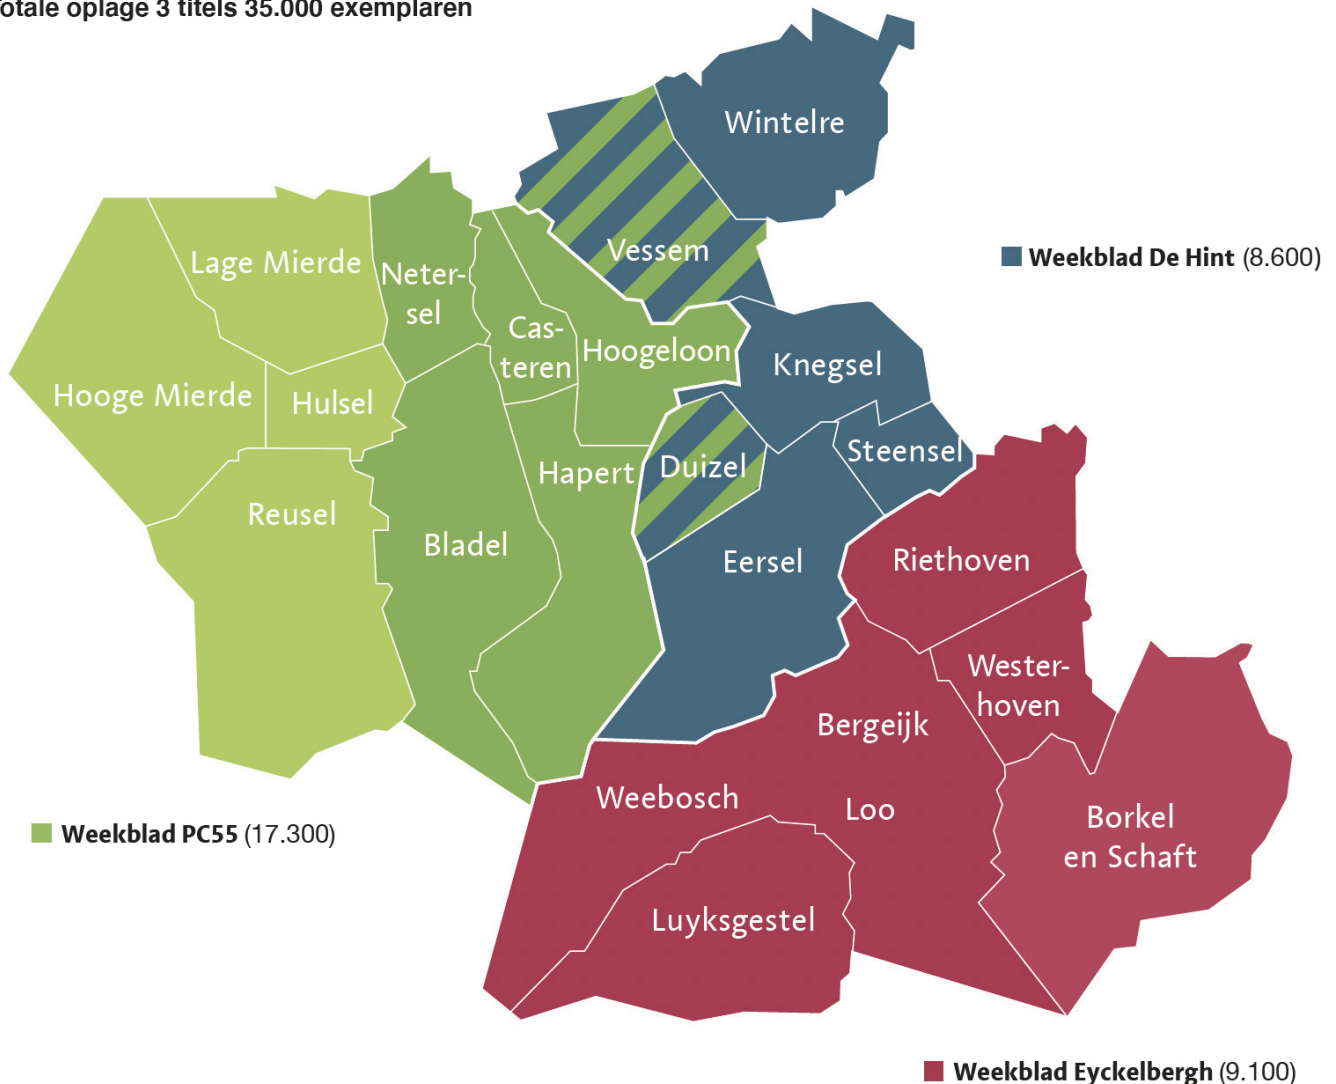 otale oplage 3 titels 35.000 exemplaren
Wintelre
Vessem
Weekblad De Hint (8.600)
Lage Mierde
Neter-
sel
Cas-
teren
Hoogeloon
Knegsel
Hooge Mierde
Hulsel
Steensel
Duizel
Hapert
Reusel
Bladel
Eersel
Riethoven
Wester-
hoven
Bergeijk
Weebosch
Loo
Borkel
en Schaft
Weekblad PC55 (17.300)
Luyksgestel
Weekblad Eyckelbergh (9.100)